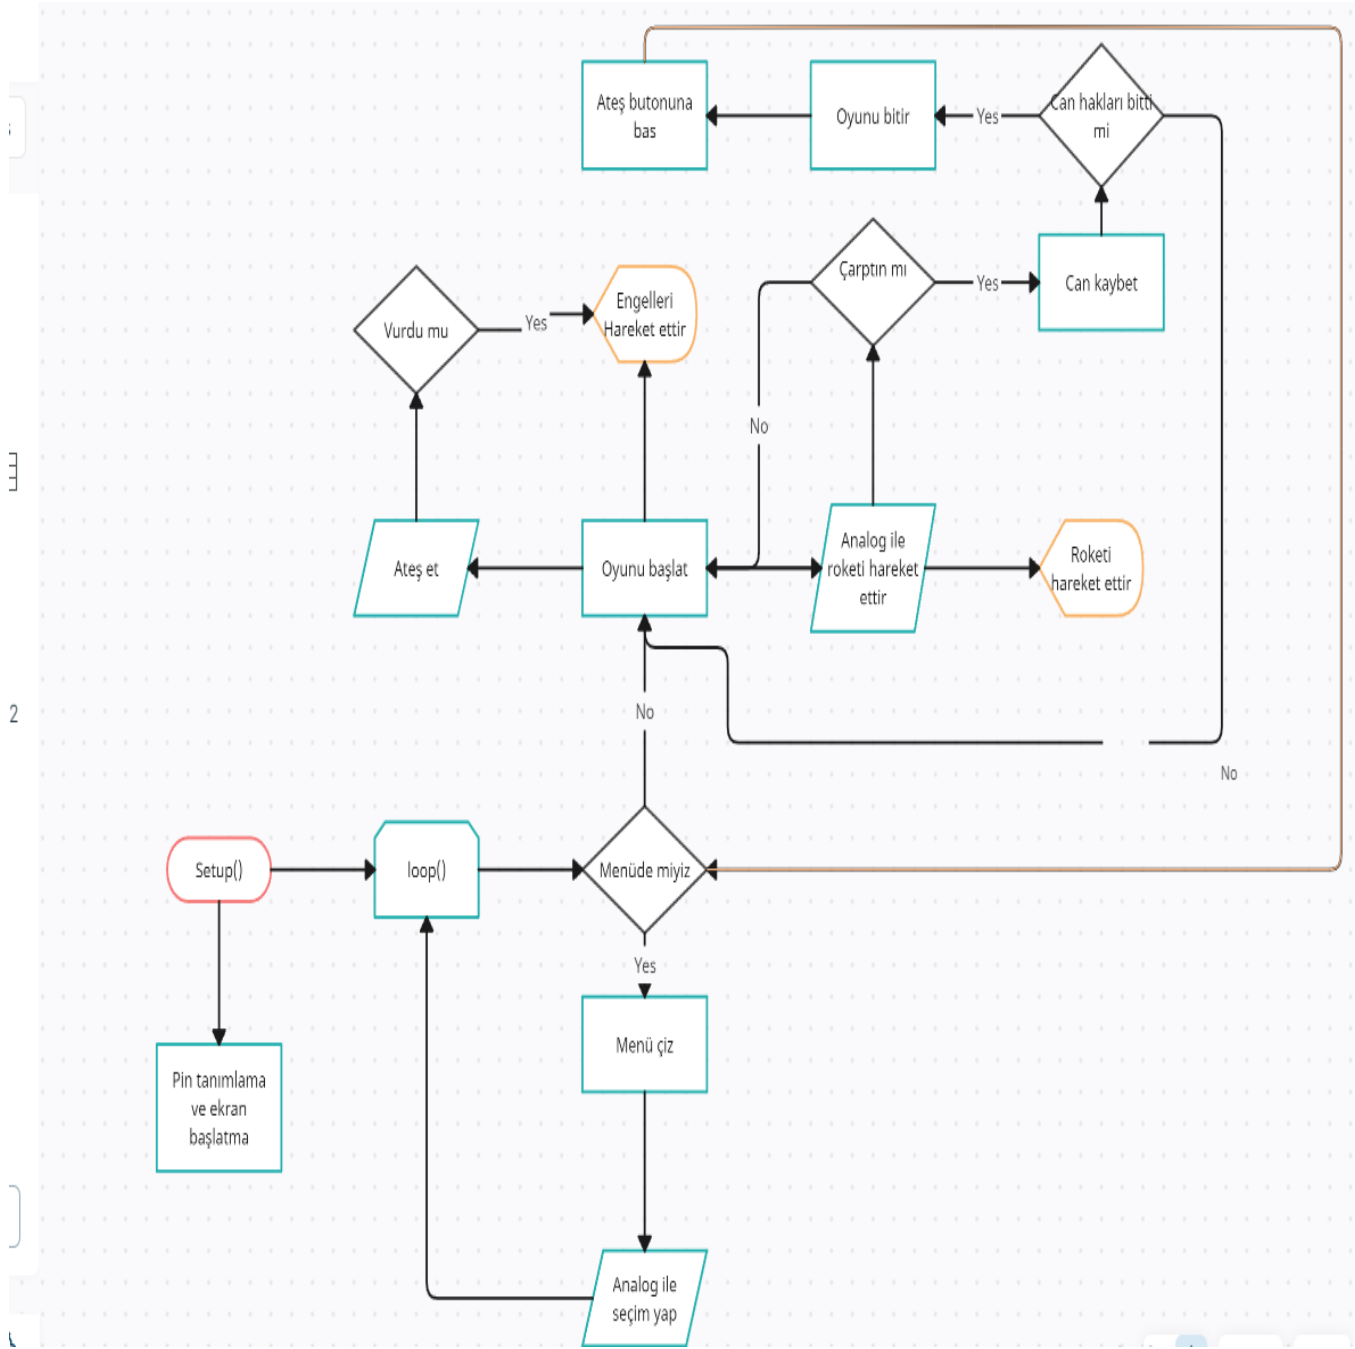 Ateş butonuna
bas
Oyunu bitir
Yes
Can hakları bitti
mi
Vurdu mu
Yes
Engelleri
Hareket ettir
Çarptın mı
Yes
Can kaybet
No
Ateş et
Oyunu başlat
Analog ile
roketi hareket
ettir
Roketi
hareket ettir
2
No
No
Setup()
loop()
Menüde miyiz
Yes
Menü çiz
Pin tanımlama
ve ekran
başlatma
Analog ile
seçim yap